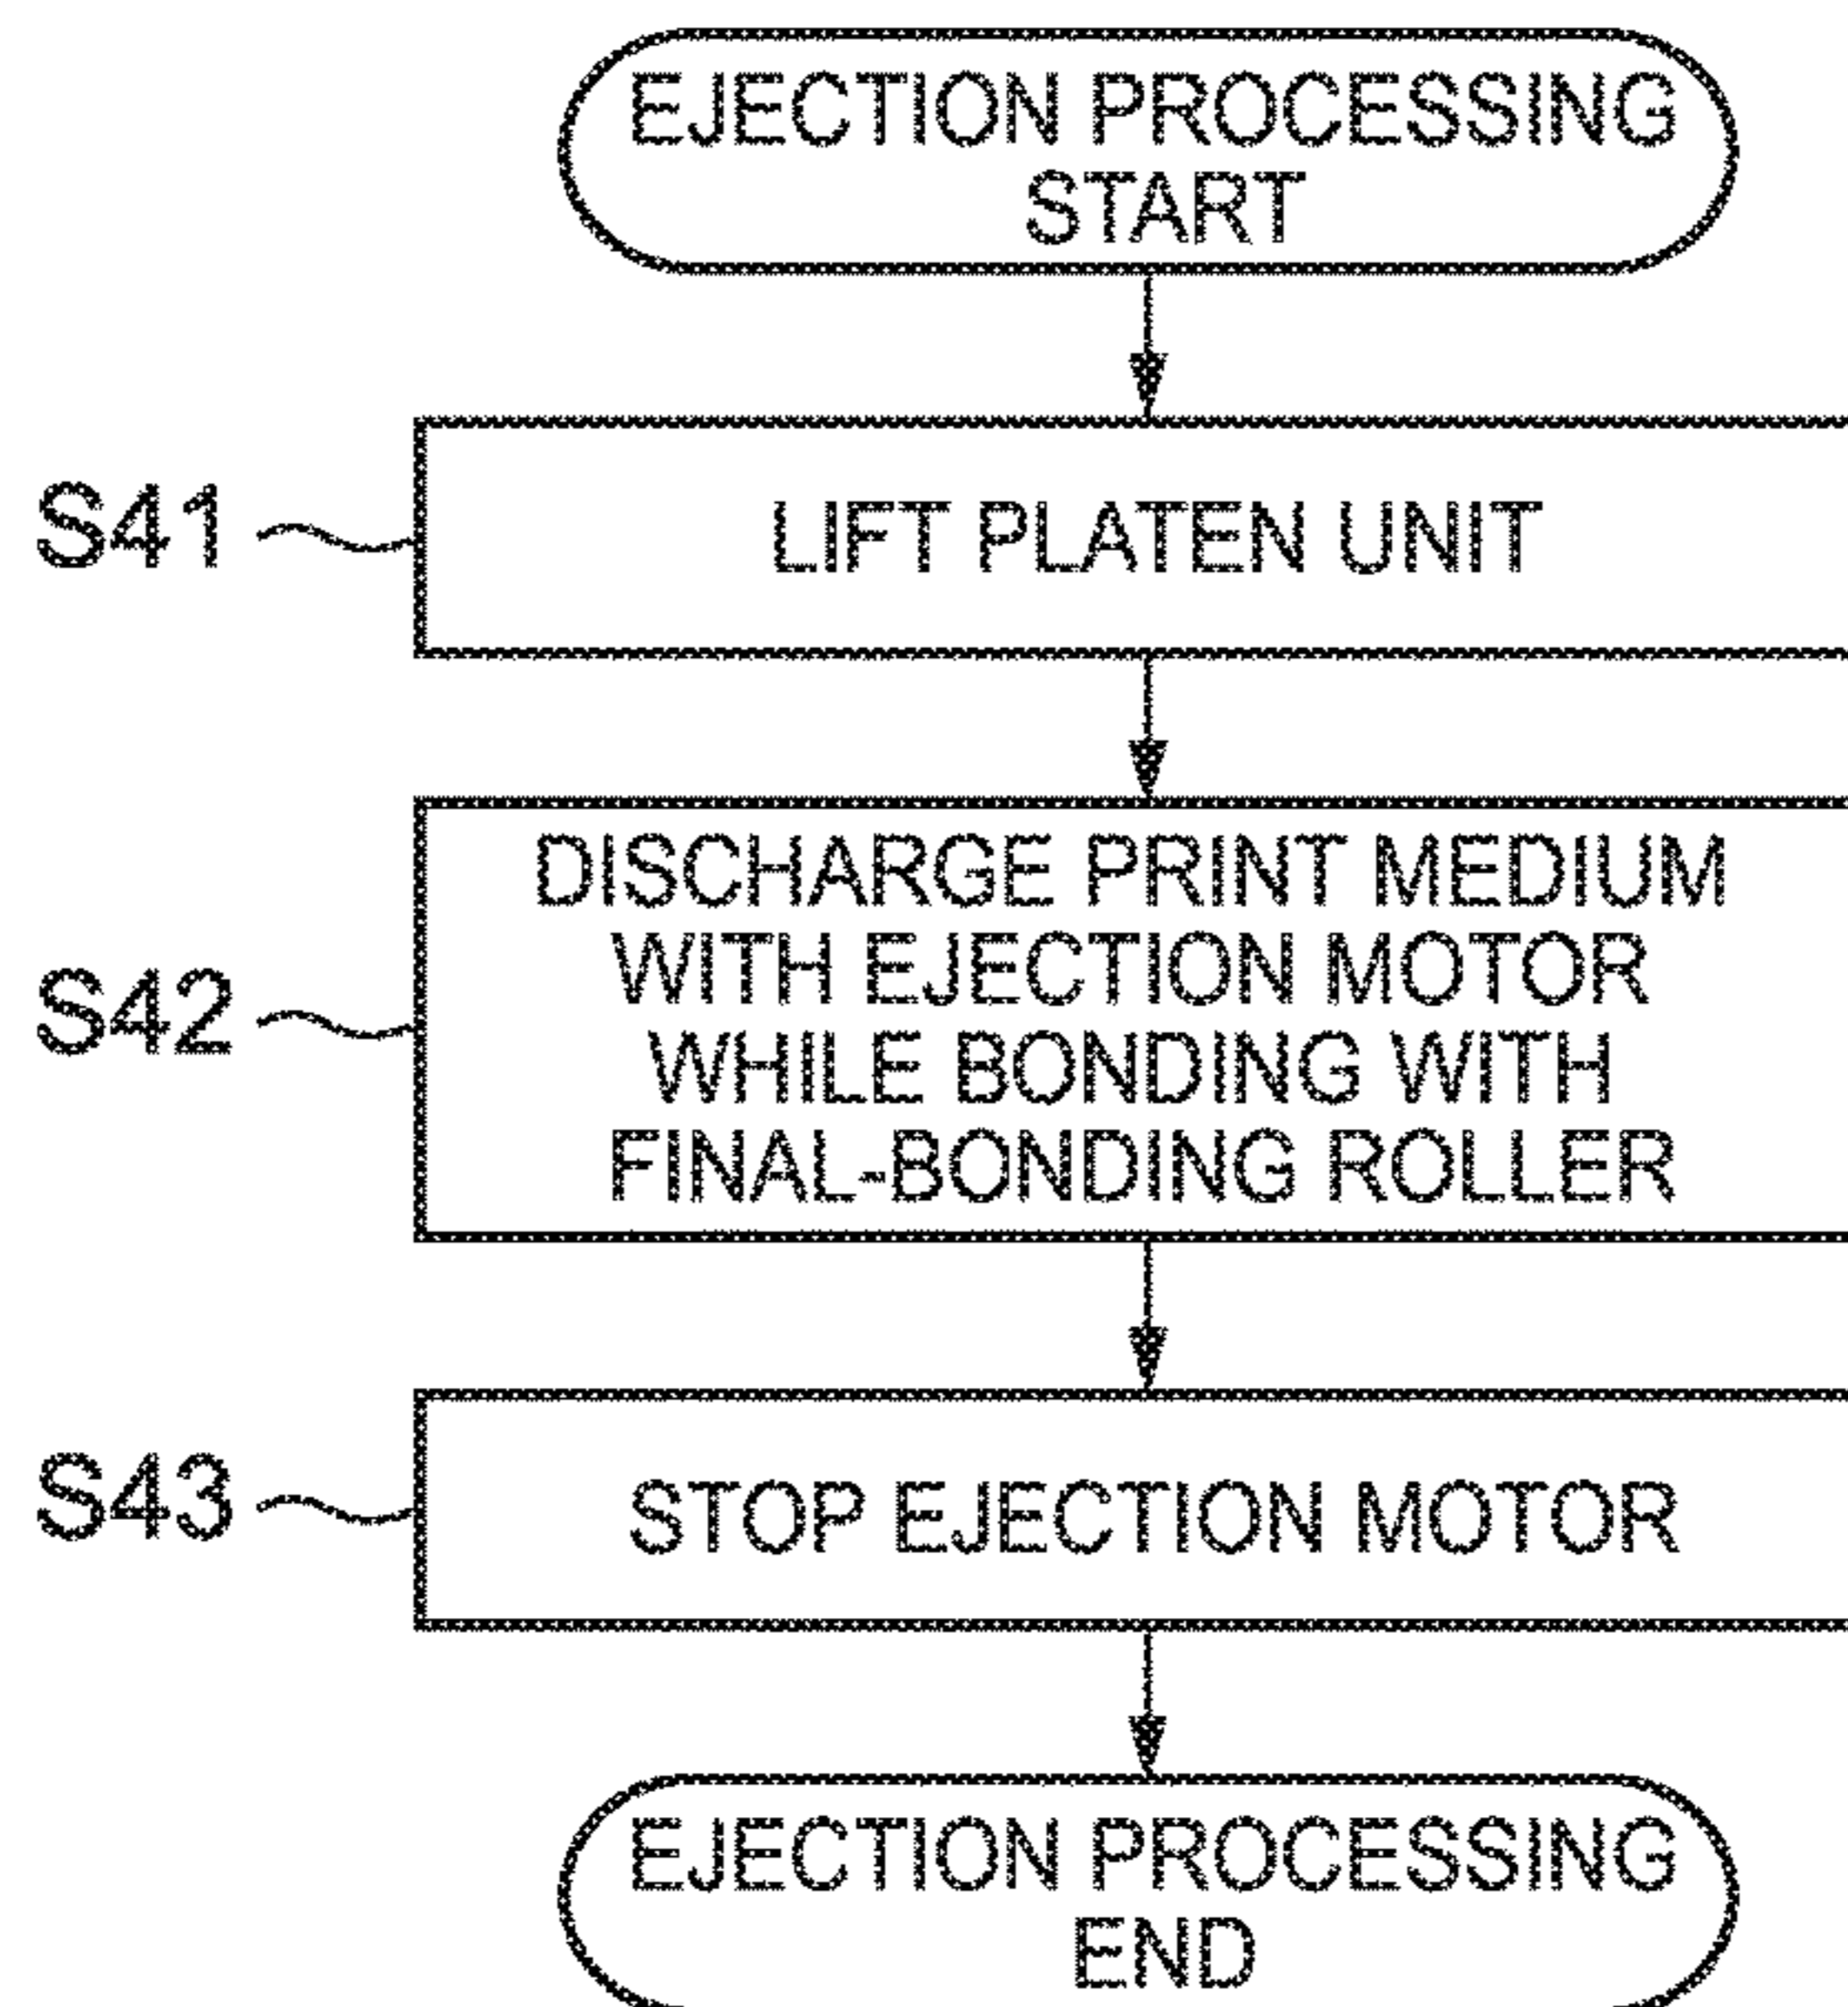 EJECTION PROCESSING
START
S41
LIFT PLATEN UNIT
DISCHARGE PRINT MEDIUM
WITH EJECTION MOTOR
S42
WHILE BONDING WITH
FINAL-BONDING ROLLER
S43
STOP EJECTION MOTOR
EJECTION PROCESSING
END